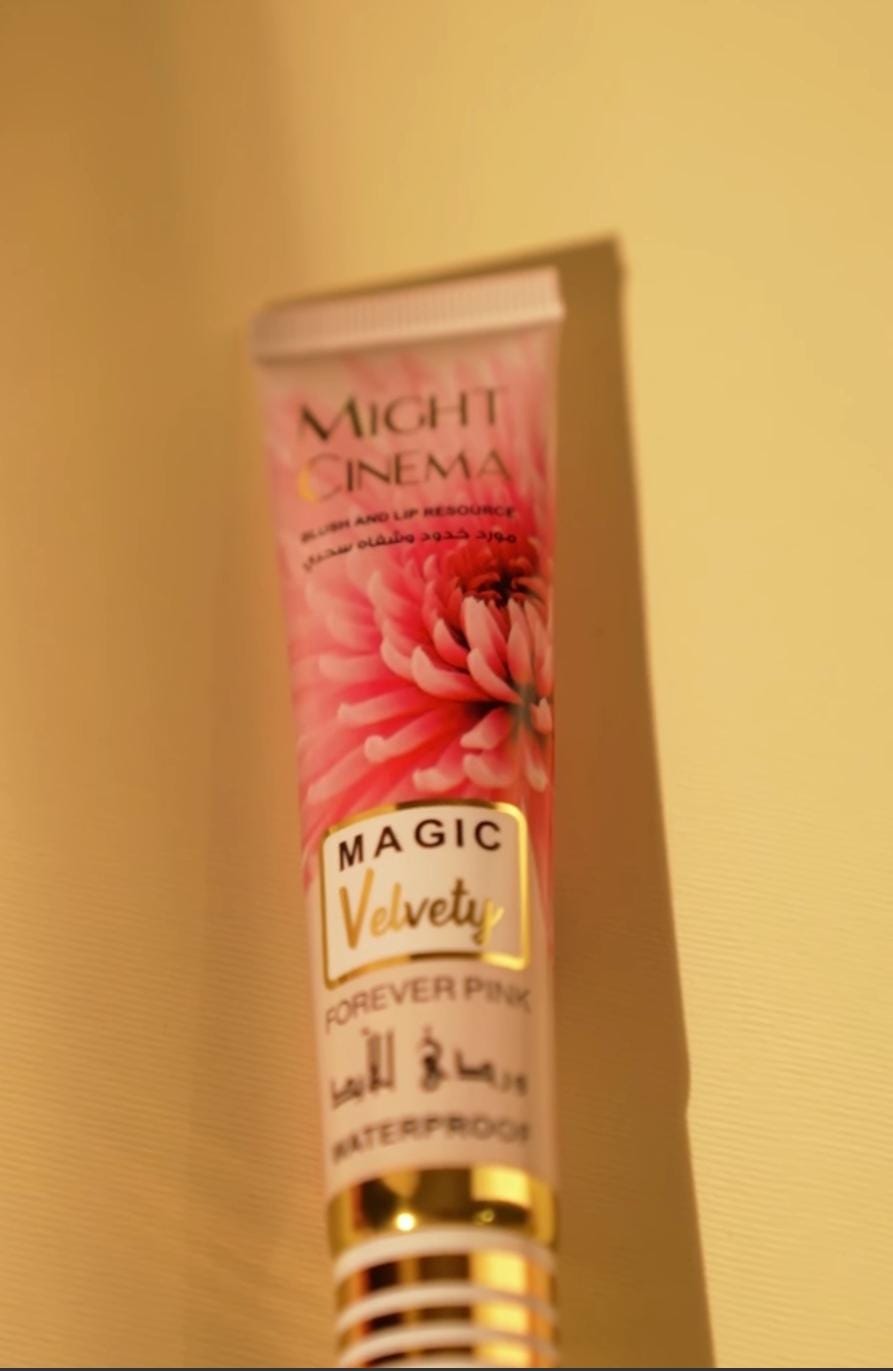 MIGHT
CINEMA
BLUSH AND LIP RESOURCE
مورد خدود وشفاه سحري
MAGIC
Velvety
FOREVER PINK
WATERPROOF